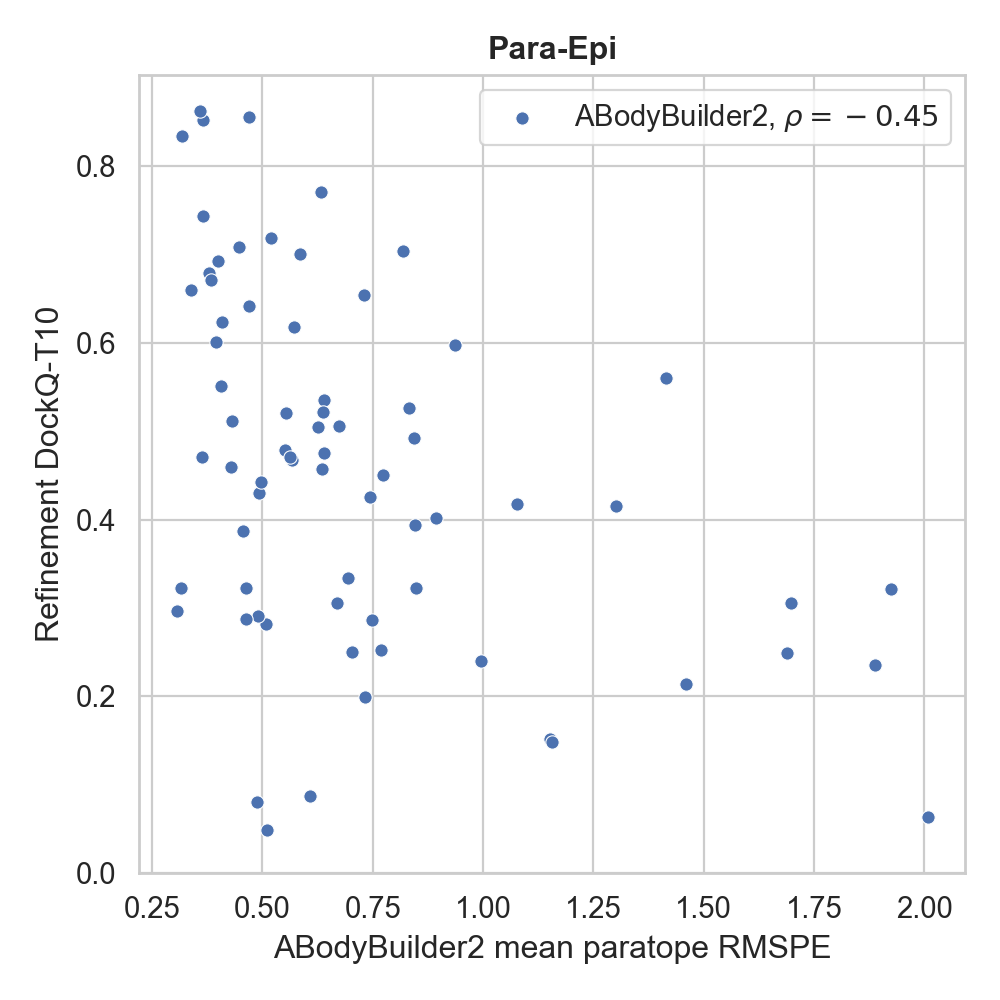 Para-Epi
ABodyBuilder2, ρ = − 0.45
Refinement DockQ-T10
0.8
0.6
0.4
0.2
0.0
0.25 0.50 0.75 1.00 1.25 1.50 1.75 2.00
ABodyBuilder2 mean paratope RMSPE